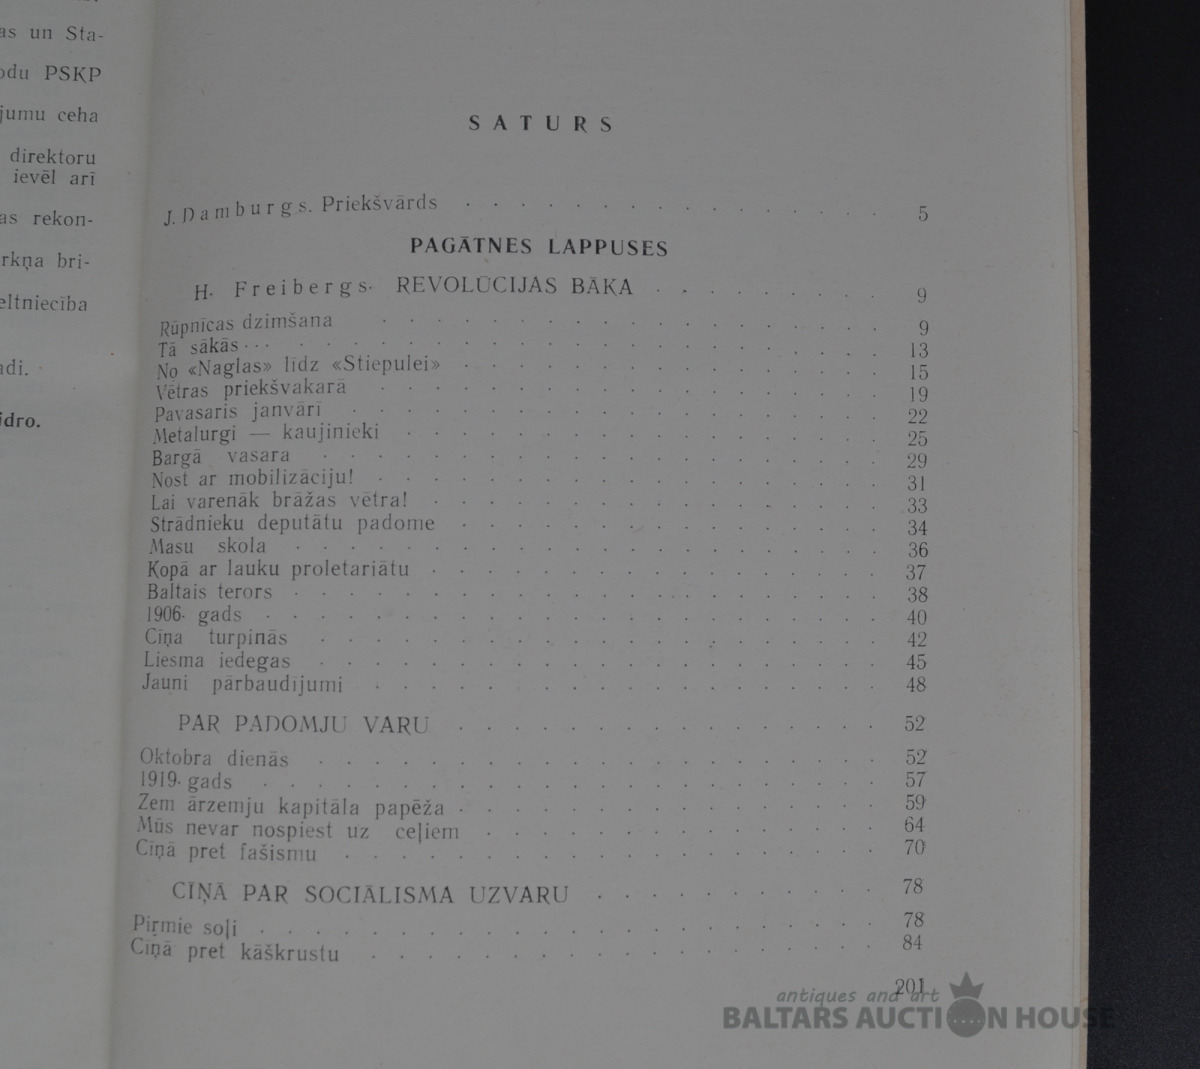 as un Sta-
odu PSKP
jumu ceha
direktoru
ievēl arī
as rekon-
rkņa bri-
eltniecība
adi.
idro.
SATURS
J. Damburgs. Priekšvārds . . . . . . . . . . . . . . 5
PAGĀTNES LAPPUSES
H. Freibergs. REVOLŪCIJAS BĀKA . . . . . . . . 9
Rūpnīcas dzimšana . . . . . . . . . . . . . . 9
Tā sākās... . . . . . . . . . . . . . . . . 13
No «Naglas» līdz «Stiepulei» . . . . . . . . . . . . 15
Vētras priekšvakarā . . . . . . . . . . . . . . 19
Pavasaris janvārī . . . . . . . . . . . . . . 22
Metalurgi — kaujinieki . . . . . . . . . . . . . 25
Bargā vasara . . . . . . . . . . . . . . . 29
Nost ar mobilizāciju! . . . . . . . . . . . . . . 31
Lai varenāk brāžas vētra! . . . . . . . . . . . . 33
Strādnieku deputātu padome . . . . . . . . . . . . 34
Masu skola . . . . . . . . . . . . . . . . 36
Kopā ar lauku proletariātu . . . . . . . . . . . . 37
Baltais terors . . . . . . . . . . . . . . . . 38
1906. gads . . . . . . . . . . . . . . . . . 40
Cīņa turpinās . . . . . . . . . . . . . . . 42
Liesma iedegas . . . . . . . . . . . . . . . 45
Jauni pārbaudījumi . . . . . . . . . . . . . . 48
PAR PADOMJU VARU . . . . . . . . . . . . . 52
Oktobra dienās . . . . . . . . . . . . . . . 52
1919. gads . . . . . . . . . . . . . . . . . 57
Zem ārzemju kapitāla papēža . . . . . . . . . . . . 59
Mūs nevar nospiest uz ceļiem . . . . . . . . . . . . 64
Cīņā pret fašismu . . . . . . . . . . . . . . . 70
CĪŅĀ PAR SOCIĀLISMA UZVARU . . . . . . . . . 78
Pirmie soļi . . . . . . . . . . . . . . . . . 78
Cīņā pret kāškrustu . . . . . . . . . . . . . . 84
201
antiques and art
BALTARS AUCTION HOUSE